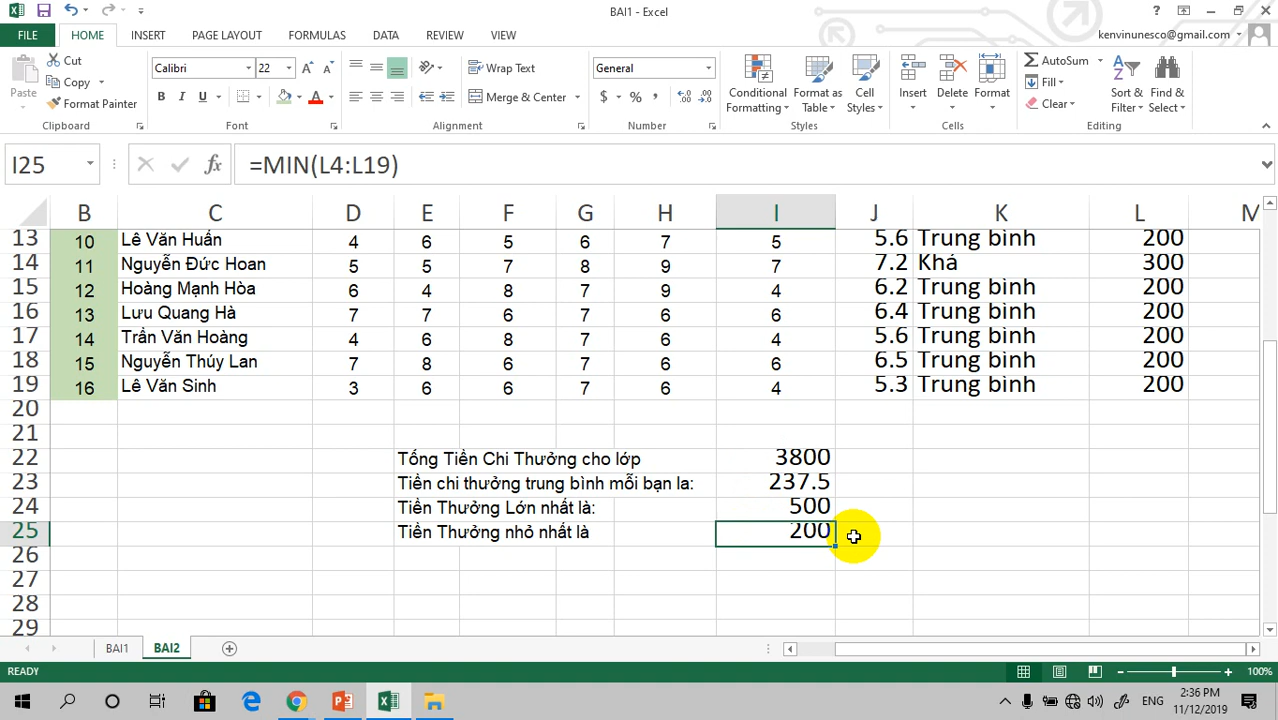 BAI1 - Excel
FILE HOME INSERT PAGE LAYOUT FORMULAS DATA REVIEW VIEW kenvinunesco@gmail.com
Paste Cut Copy Format Painter
Calibri 22
Wrap Text Merge & Center
General
Conditional Formatting Format as Table Cell Styles
Insert Delete Format
AutoSum Fill Clear Sort & Filter Find & Select
Clipboard Font Alignment Number Styles Cells Editing
I25 fx =MIN(L4:L19)
B C D E F G H I J K L M
13 10 Lê Văn Huấn 4 6 5 6 7 5 5.6 Trung bình 200
14 11 Nguyễn Đức Hoan 5 5 7 8 9 7 7.2 Khá 300
15 12 Hoàng Mạnh Hòa 6 4 8 7 9 4 6.2 Trung bình 200
16 13 Lưu Quang Hà 7 7 6 7 6 6 6.4 Trung bình 200
17 14 Trần Văn Hoàng 4 6 8 7 6 4 5.6 Trung bình 200
18 15 Nguyễn Thúy Lan 7 8 6 7 6 6 6.5 Trung bình 200
19 16 Lê Văn Sinh 3 6 6 7 6 4 5.3 Trung bình 200
20
21
22 Tổng Tiền Chi Thưởng cho lớp 3800
23 Tiền chi thưởng trung bình mỗi bạn la: 237.5
24 Tiền Thưởng Lớn nhất là: 500
25 Tiền Thưởng nhỏ nhất là 200
26
27
28
29
BAI1 BAI2
READY 100%
ENG 2:36 PM
11/12/2019